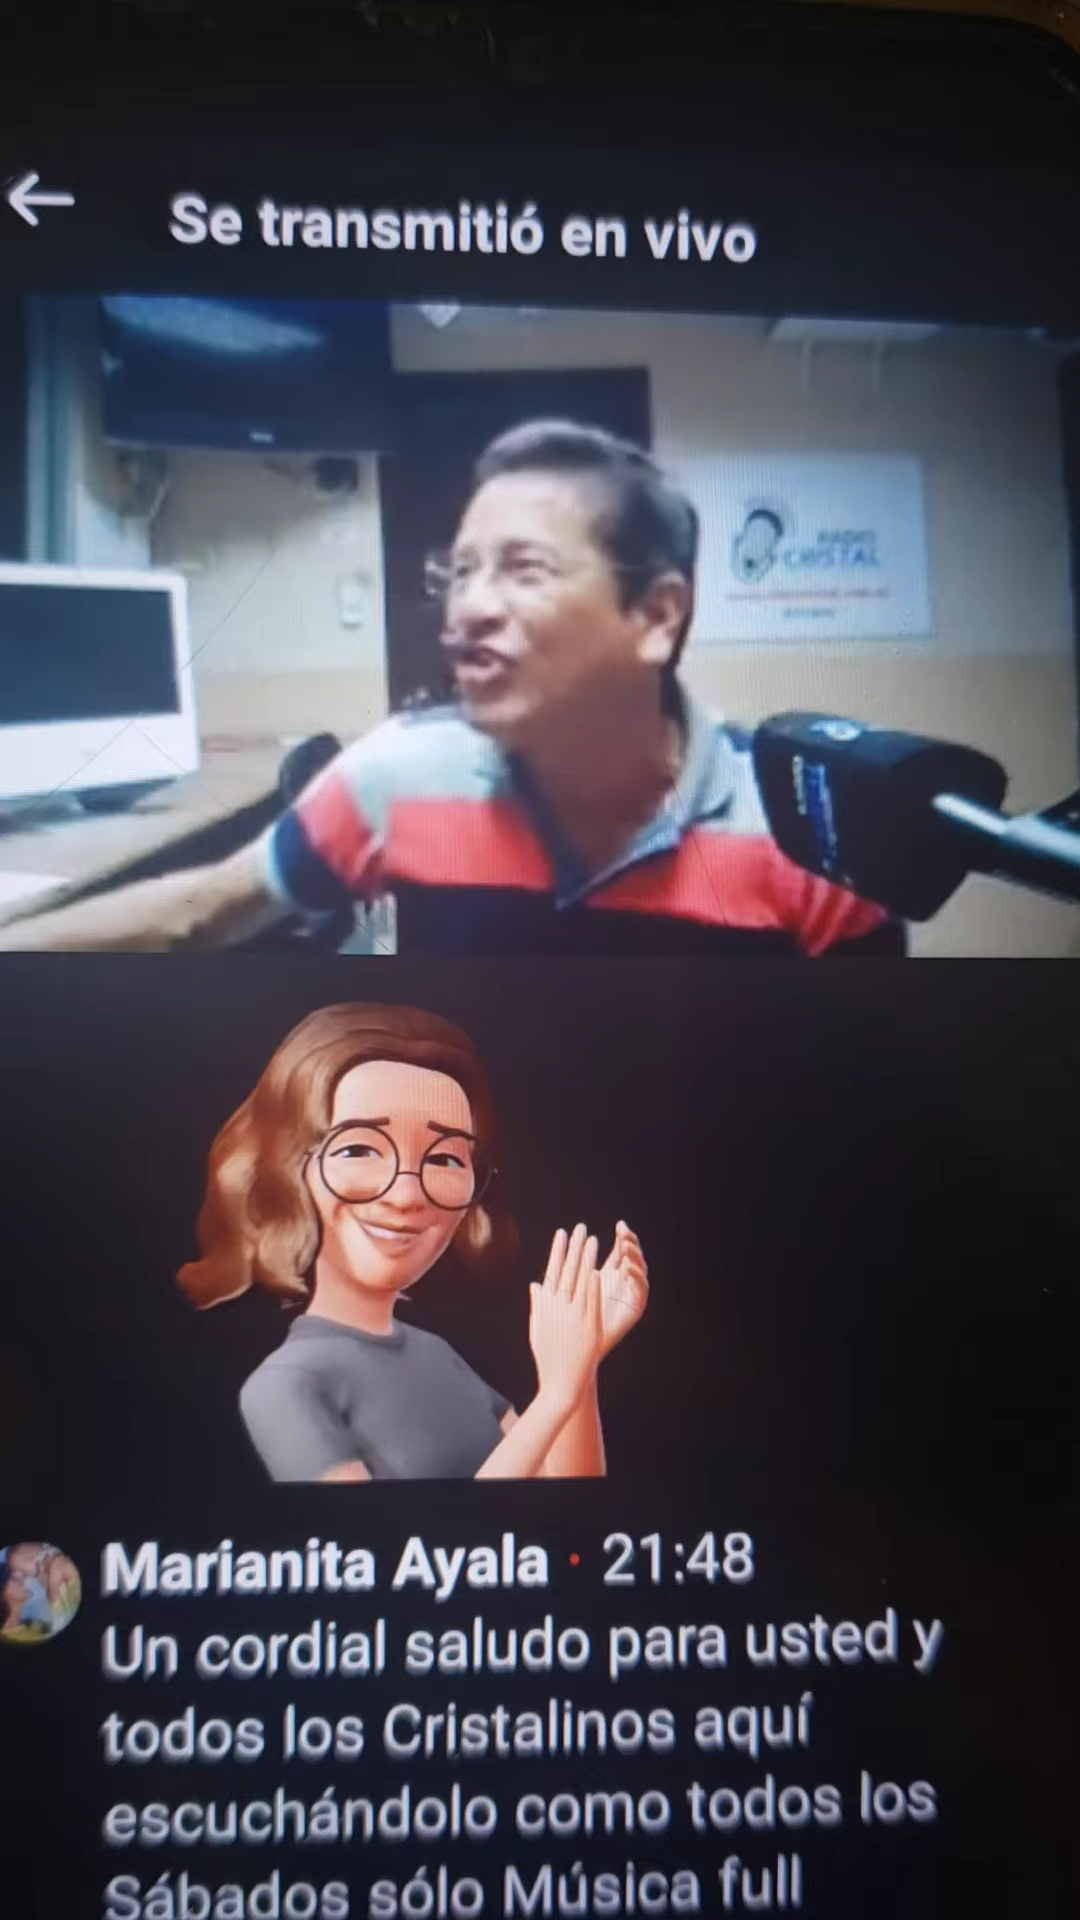 Se transmitió en vivo
RADIO
CRISTAL
Marianita Ayala · 21:48
Un cordial saludo para usted y
todos los Cristalinos aquí
escuchándolo como todos los
Sábados sólo Música full